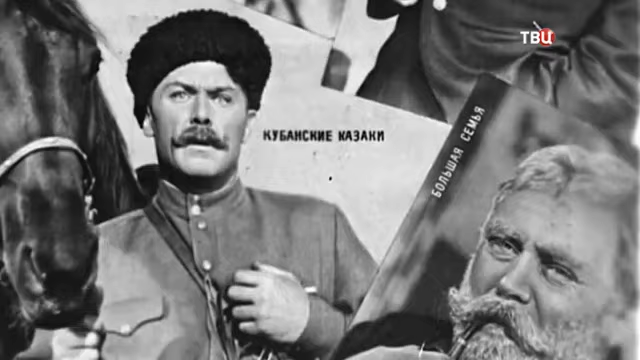 ТВЦ
КУБАНСКИЕ КАЗАКИ
БОЛЬШАЯ СЕМЬЯ